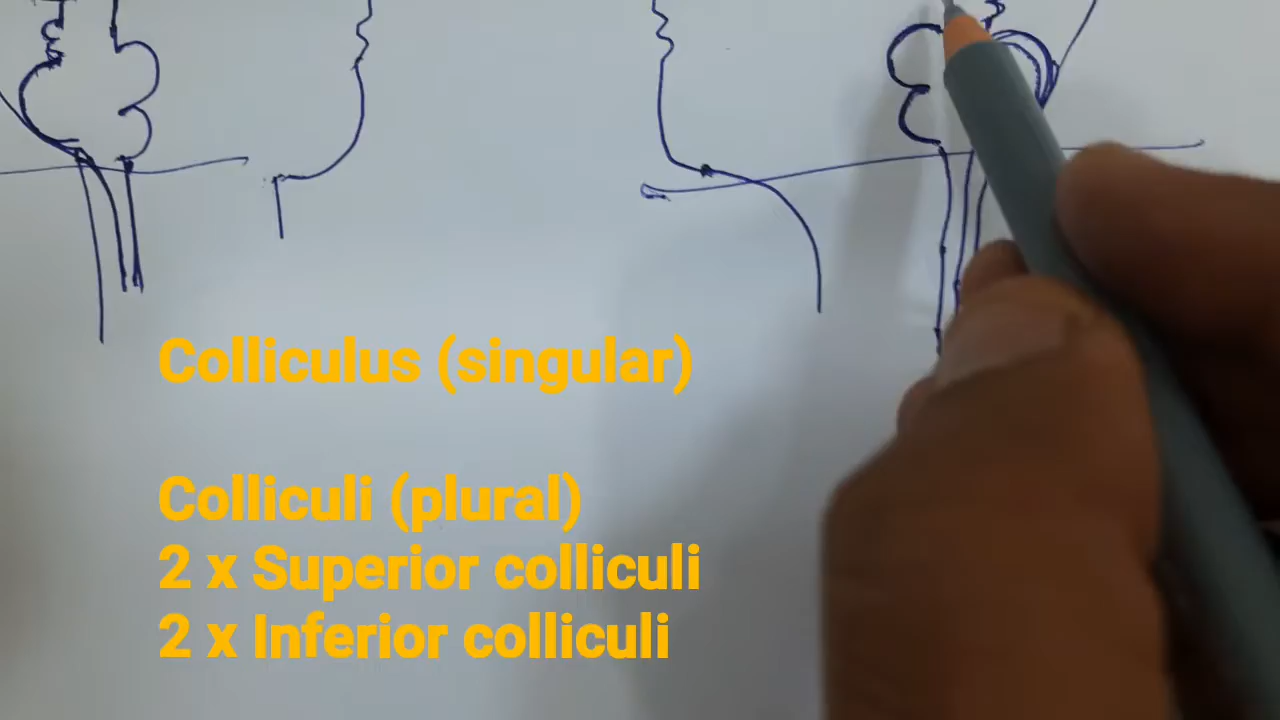 Colliculus (singular)
Colliculi (plural)
2 x Superior colliculi
2 x Inferior colliculi